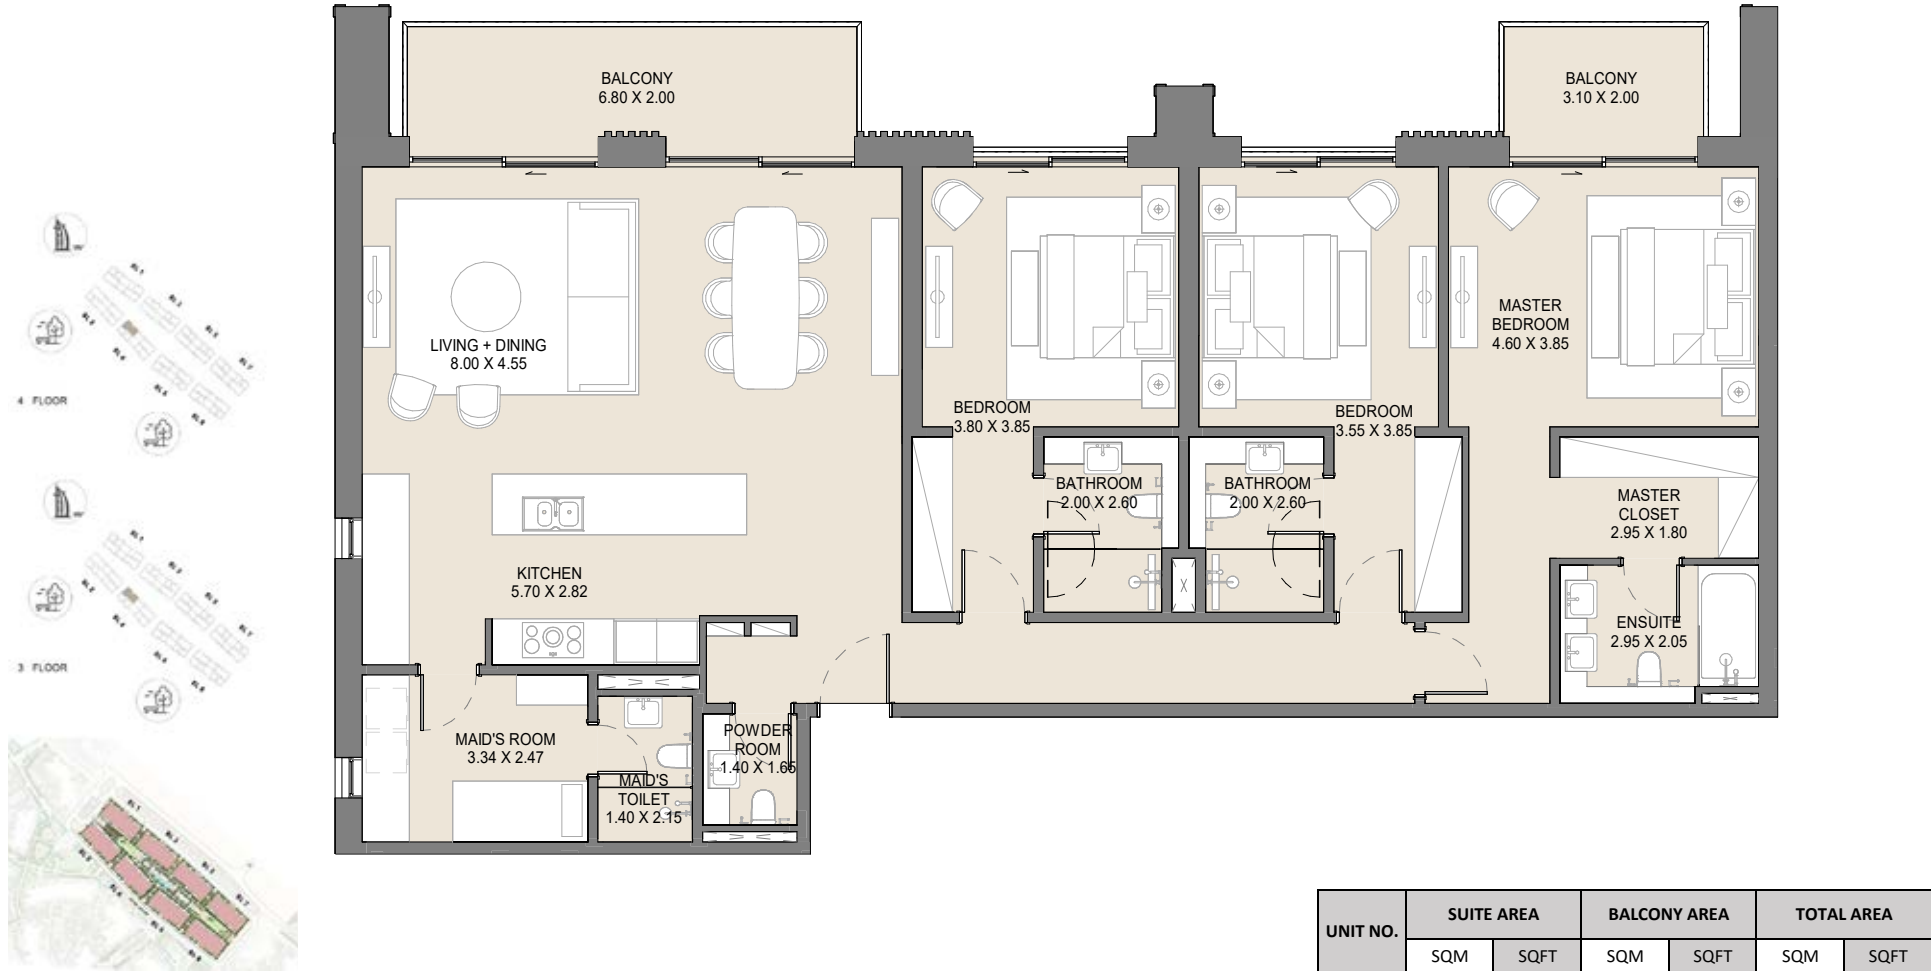 BALCONY
6.80 X 2.00
BALCONY
3.10 X 2.00
LIVING + DINING
8.00 X 4.55
BEDROOM
3.80 X 3.85
BEDROOM
3.55 X 3.85
MASTER
BEDROOM
4.60 X 3.85
BATHROOM
2.00 X 2.60
BATHROOM
2.00 X 2.60
MASTER
CLOSET
2.95 X 1.80
KITCHEN
5.70 X 2.82
ENSUITE
2.95 X 2.05
MAID'S ROOM
3.34 X 2.47
MAID'S
TOILET
1.40 X 2.15
POWDER
ROOM
1.40 X 1.65
4 FLOOR
3 FLOOR
UNIT NO. SUITE AREA BALCONY AREA TOTAL AREA
SQM SQFT SQM SQFT SQM SQFT